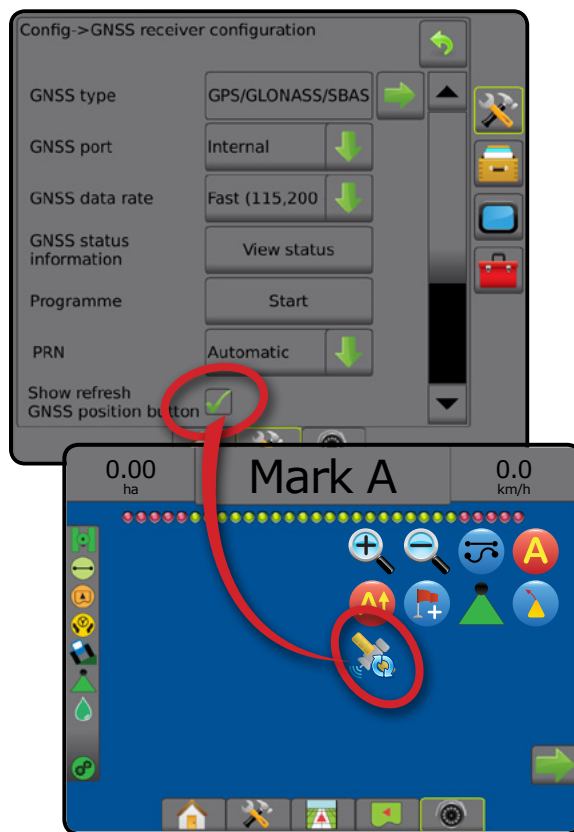 Config->GNSS receiver configuration
GNSS type GPS/GLONASS/SBAS
GNSS port Internal
GNSS data rate Fast (115,200
GNSS status
information View status
Programme Start
PRN Automatic
Show refresh
GNSS position button
0.00
ha
Mark A
0.0
km/h
A
A